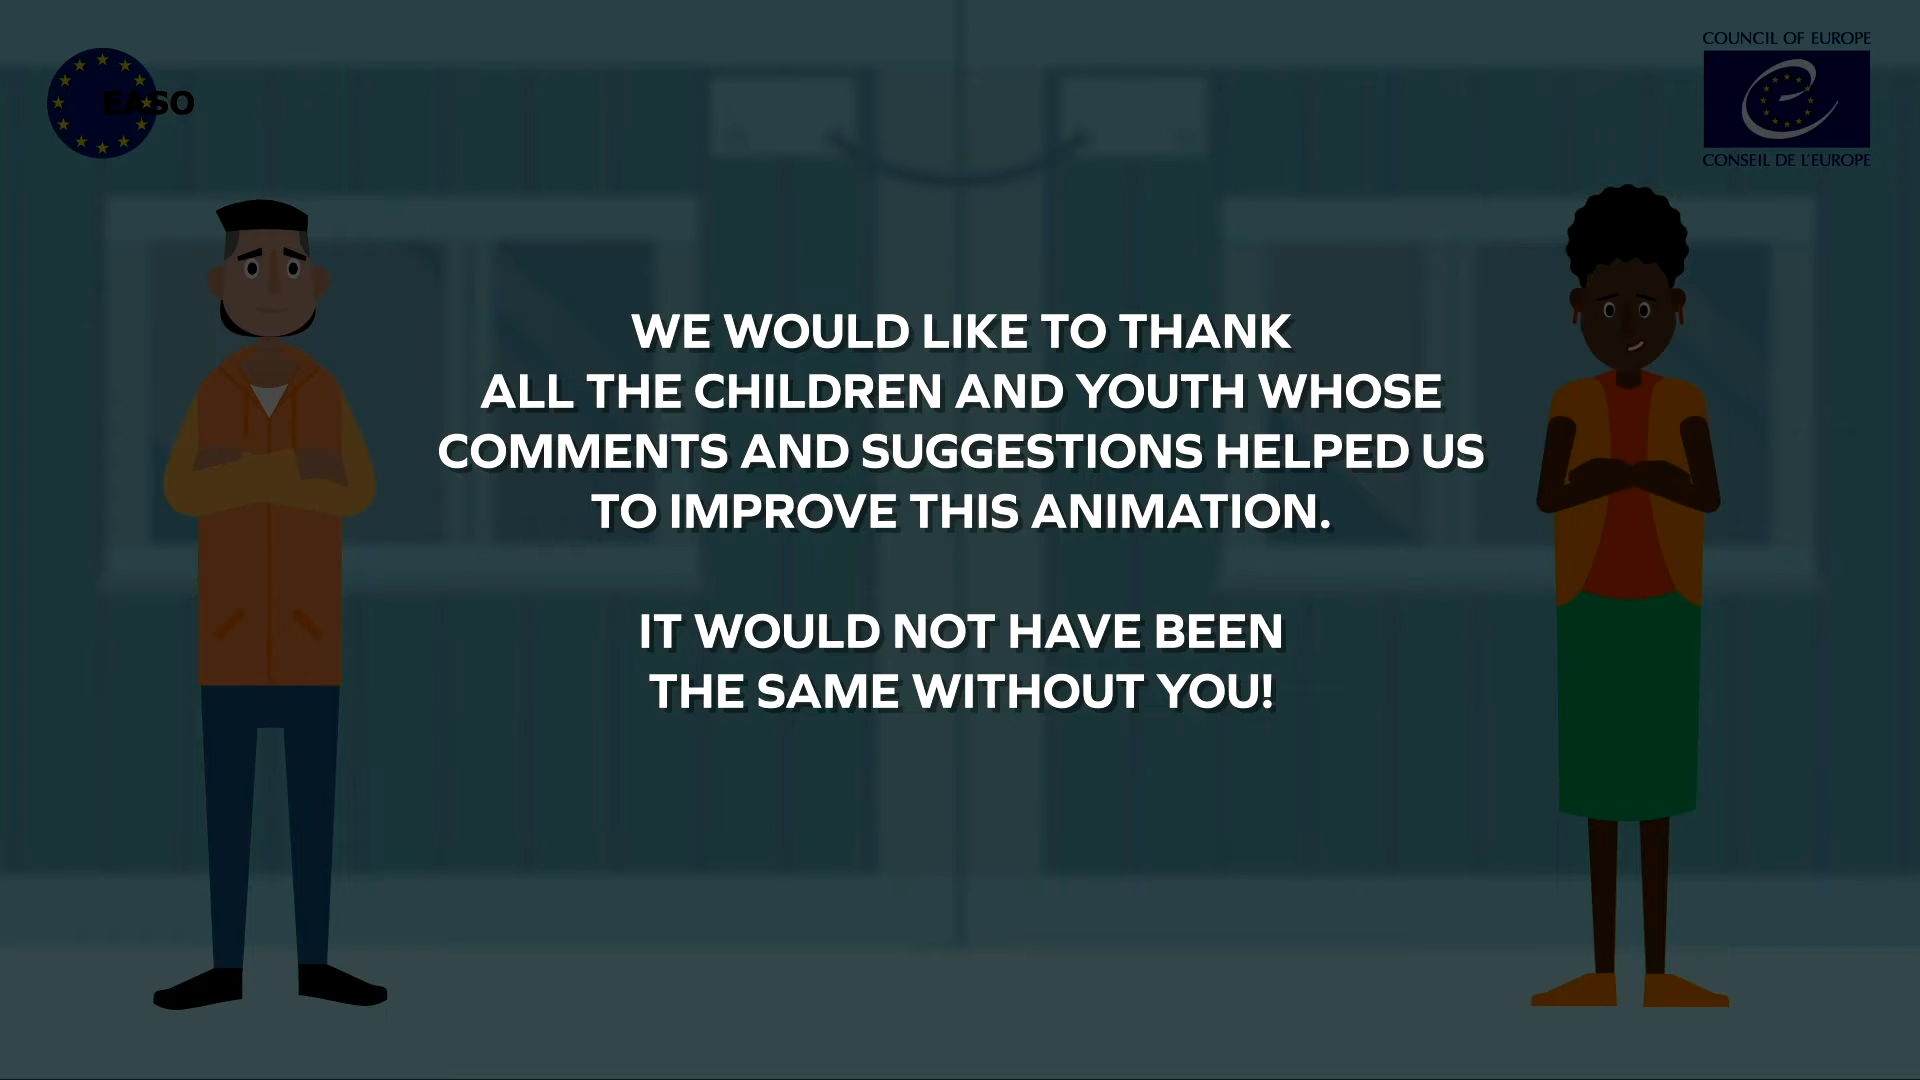 EASO
COUNCIL OF EUROPE
CONSEIL DE L'EUROPE
WE WOULD LIKE TO THANK
ALL THE CHILDREN AND YOUTH WHOSE
COMMENTS AND SUGGESTIONS HELPED US
TO IMPROVE THIS ANIMATION.
IT WOULD NOT HAVE BEEN
THE SAME WITHOUT YOU!